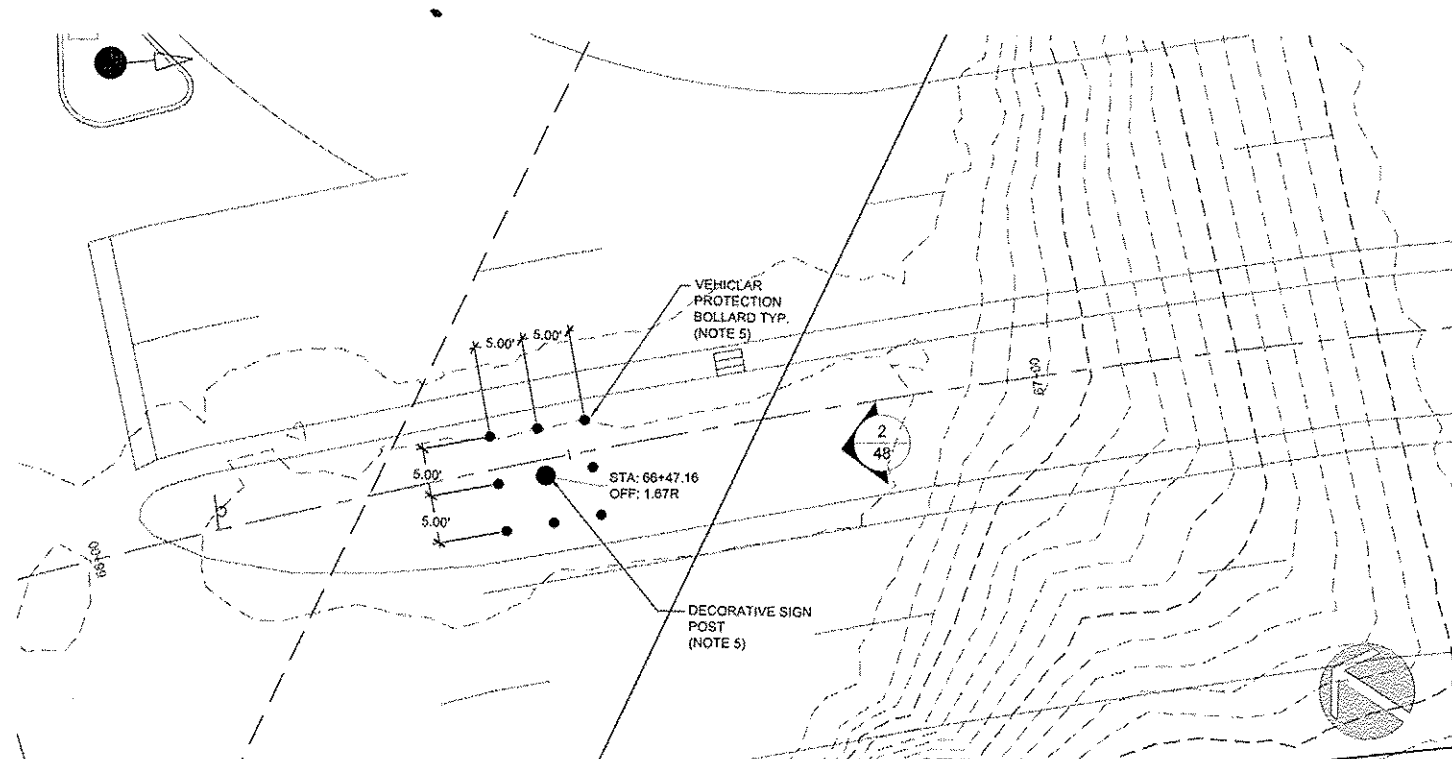 VEHICLAR
PROTECTION
BOLLARD TYP.
(NOTE 5)
5.00'
5.00'
67+00
2
48
5.00'
STA: 66+47.16
OFF: 1.67R
5.00'
66+00
DECORATIVE SIGN
POST
(NOTE 5)